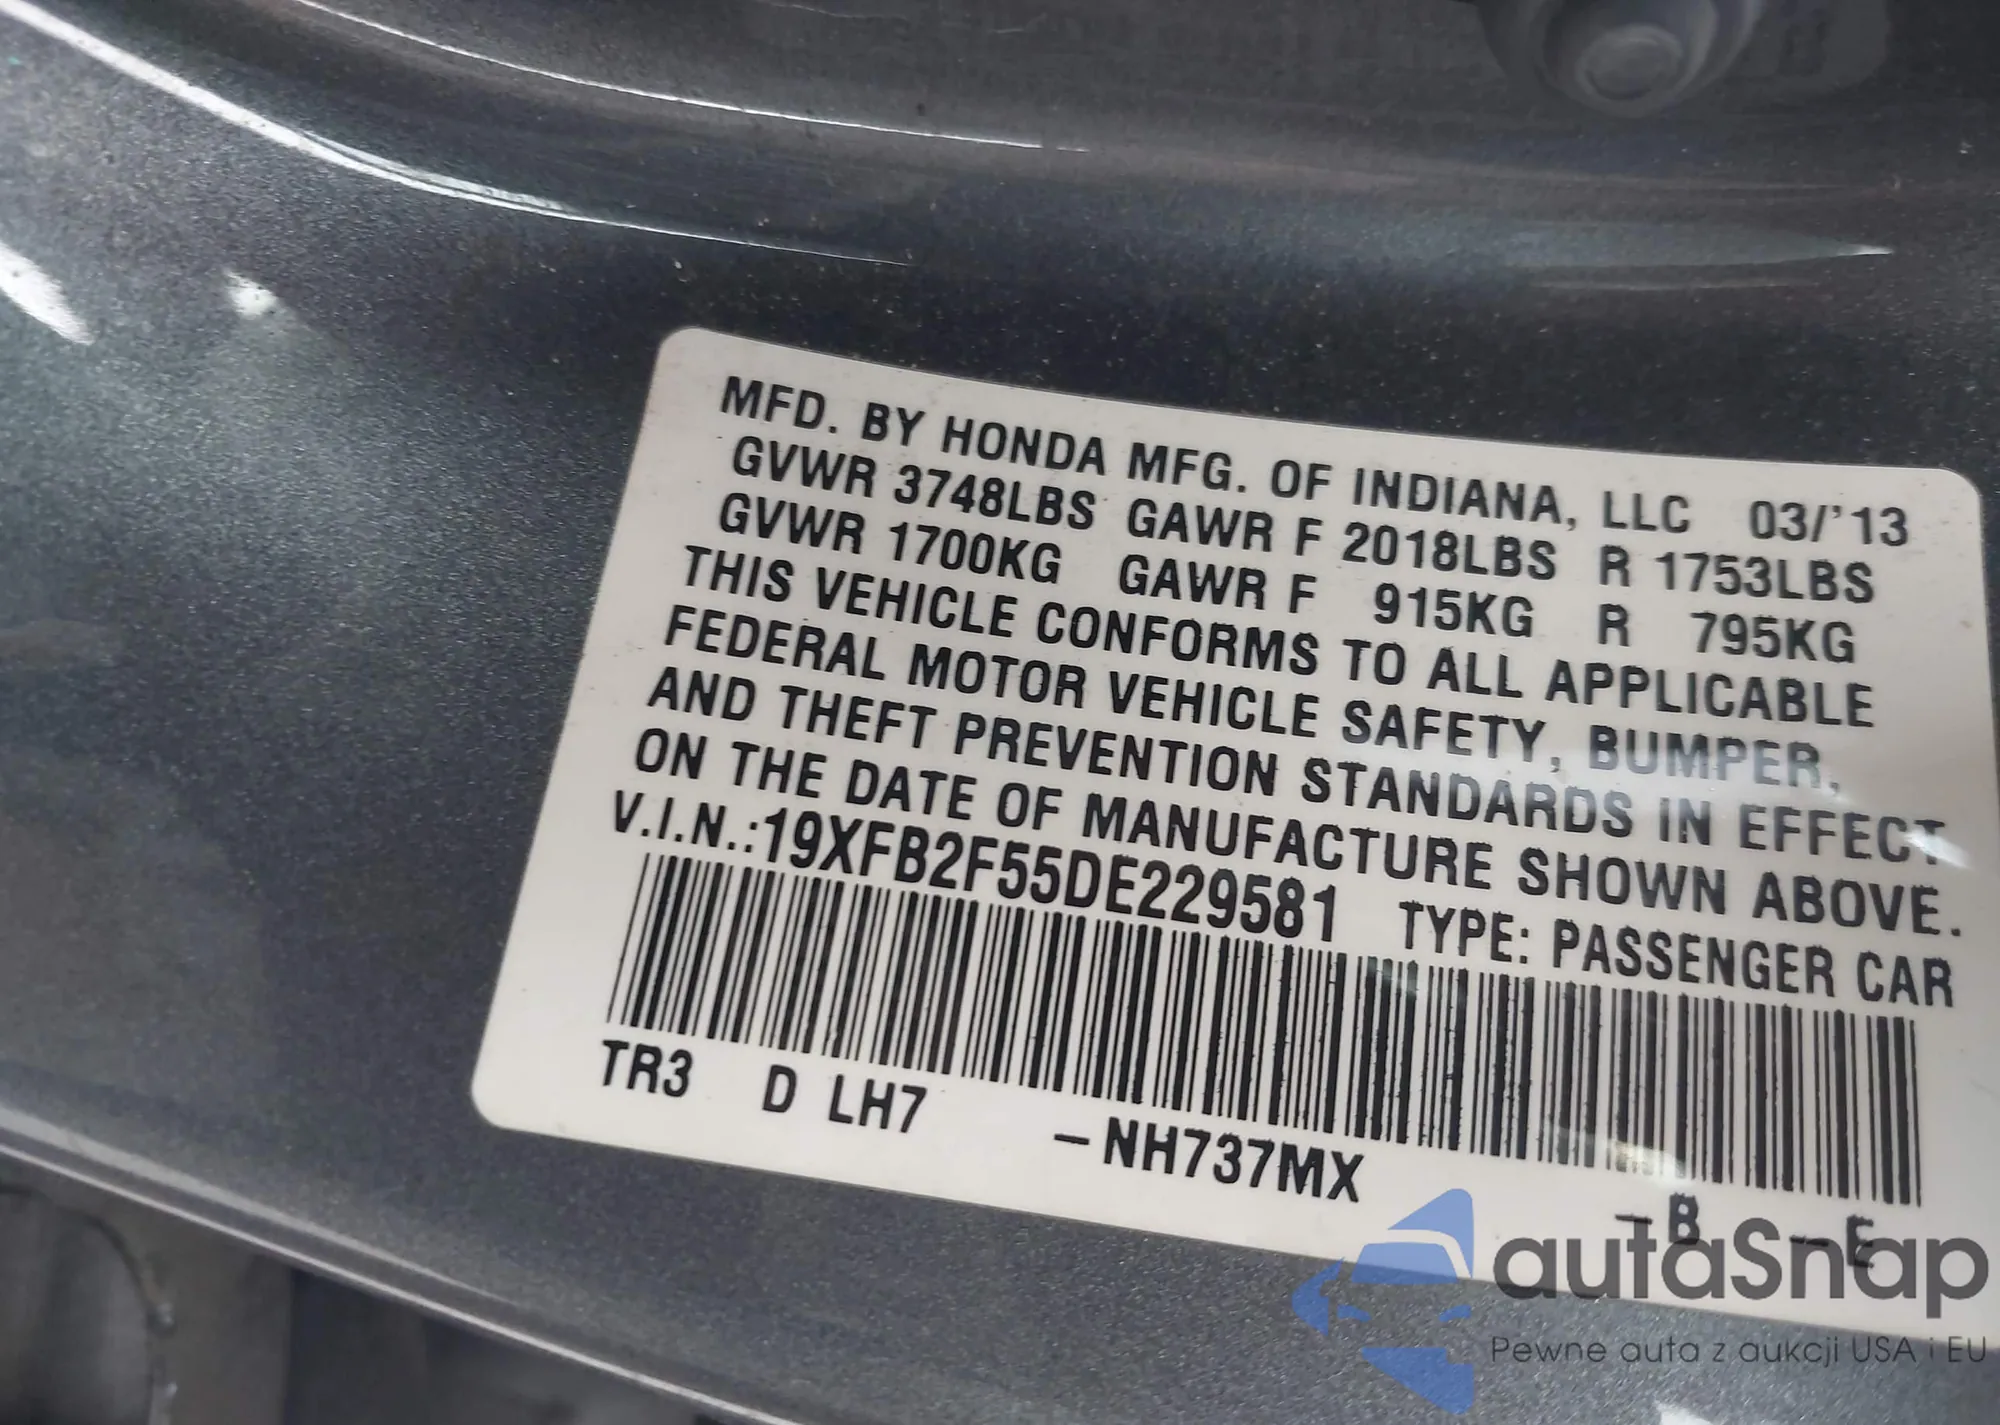 MFD. BY HONDA MFG. OF INDIANA, LLC 03/'13
GVWR 3748LBS GAWR F 2018LBS R 1753LBS
GVWR 1700KG GAWR F 915KG R 795KG
THIS VEHICLE CONFORMS TO ALL APPLICABLE
FEDERAL MOTOR VEHICLE SAFETY, BUMPER,
AND THEFT PREVENTION STANDARDS IN EFFECT
ON THE DATE OF MANUFACTURE SHOWN ABOVE.
V.I.N.:19XFB2F55DE229581 TYPE: PASSENGER CAR
TR3 D LH7 –NH737MX –B –E
autaSnap
Pewne auta z aukcji USA i EU